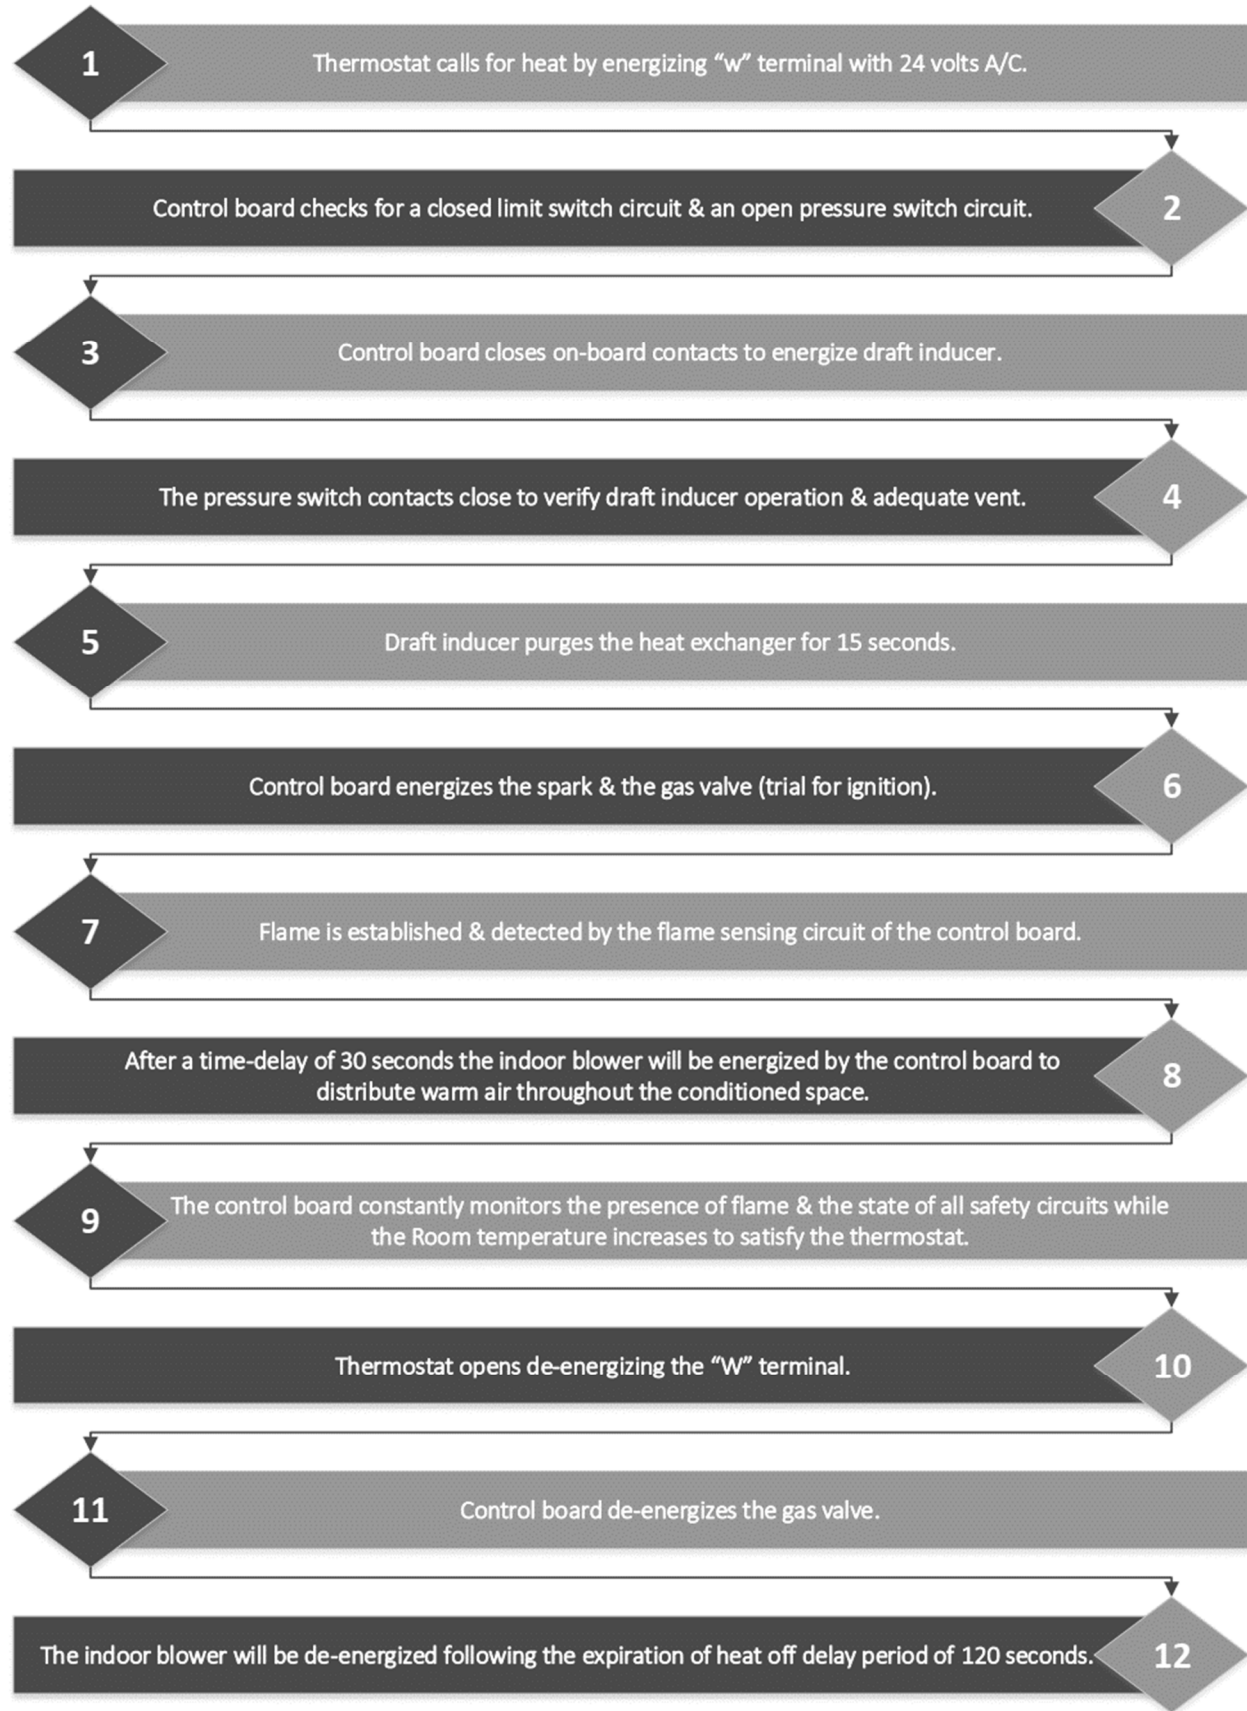 1
Thermostat calls for heat by energizing “w” terminal with 24 volts A/C.
Control board checks for a closed limit switch circuit & an open pressure switch circuit.
2
3
Control board closes on-board contacts to energize draft inducer.
The pressure switch contacts close to verify draft inducer operation & adequate vent.
4
5
Draft inducer purges the heat exchanger for 15 seconds.
Control board energizes the spark & the gas valve (trial for ignition).
6
7
Flame is established & detected by the flame sensing circuit of the control board.
After a time-delay of 30 seconds the indoor blower will be energized by the control board to
distribute warm air throughout the conditioned space.
8
9
The control board constantly monitors the presence of flame & the state of all safety circuits while
the Room temperature increases to satisfy the thermostat.
Thermostat opens de-energizing the “W” terminal.
10
11
Control board de-energizes the gas valve.
The indoor blower will be de-energized following the expiration of heat off delay period of 120 seconds.
12